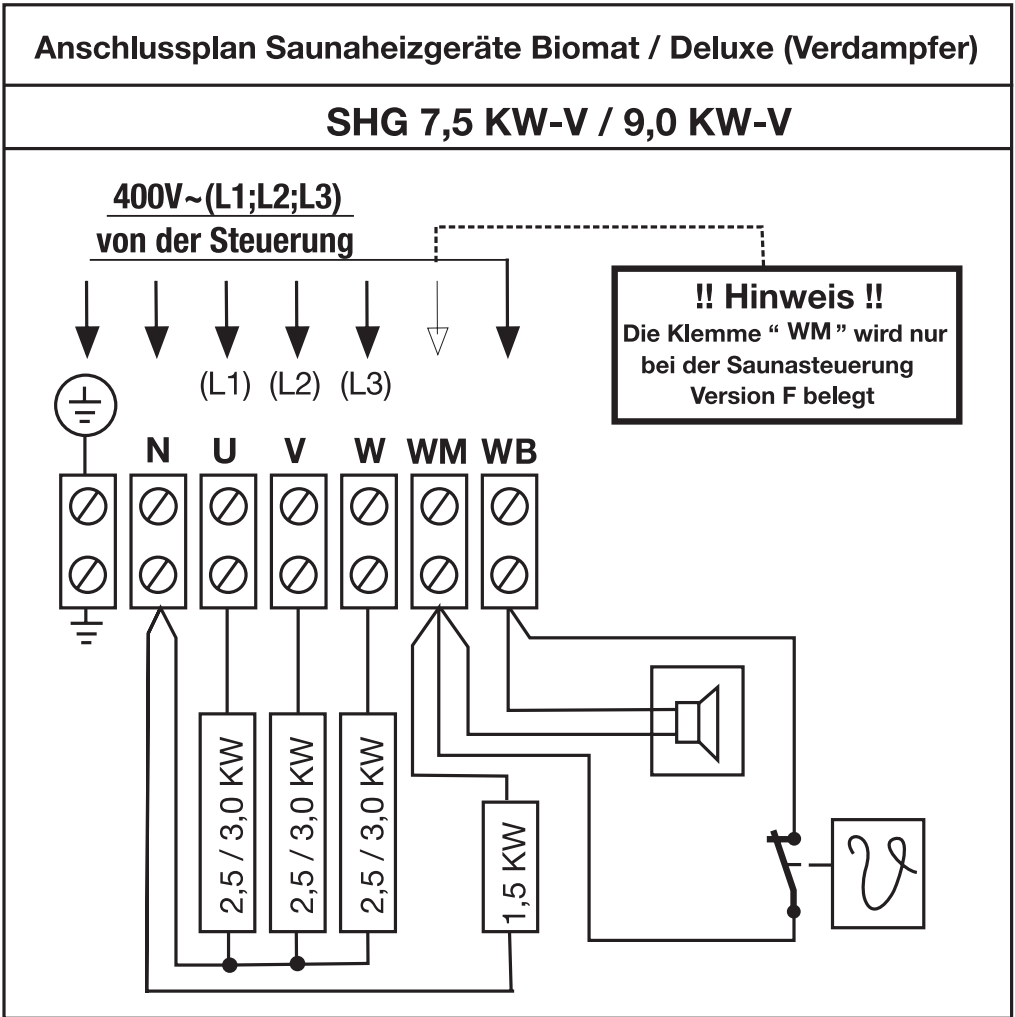 Anschlussplan Saunaheizgeräte Biomat / Deluxe (Verdampfer)
SHG 7,5 KW-V / 9,0 KW-V
400V~(L1;L2;L3)
von der Steuerung
!! Hinweis !!
Die Klemme “ WM ” wird nur
bei der Saunasteuerung
Version F belegt
(L1) (L2) (L3)
N U V W WM WB
2,5 / 3,0 KW
2,5 / 3,0 KW
2,5 / 3,0 KW
1,5 KW
ϑ